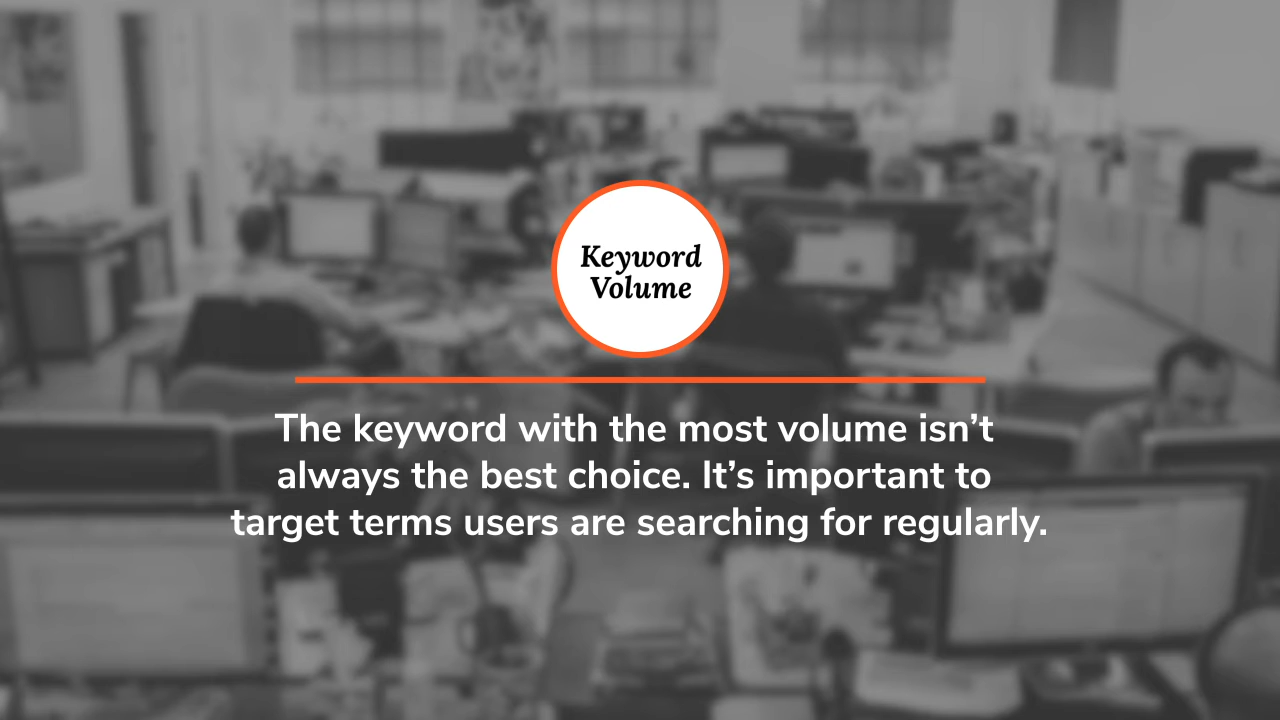 Keyword
Volume
The keyword with the most volume isn’t
always the best choice. It’s important to
target terms users are searching for regularly.